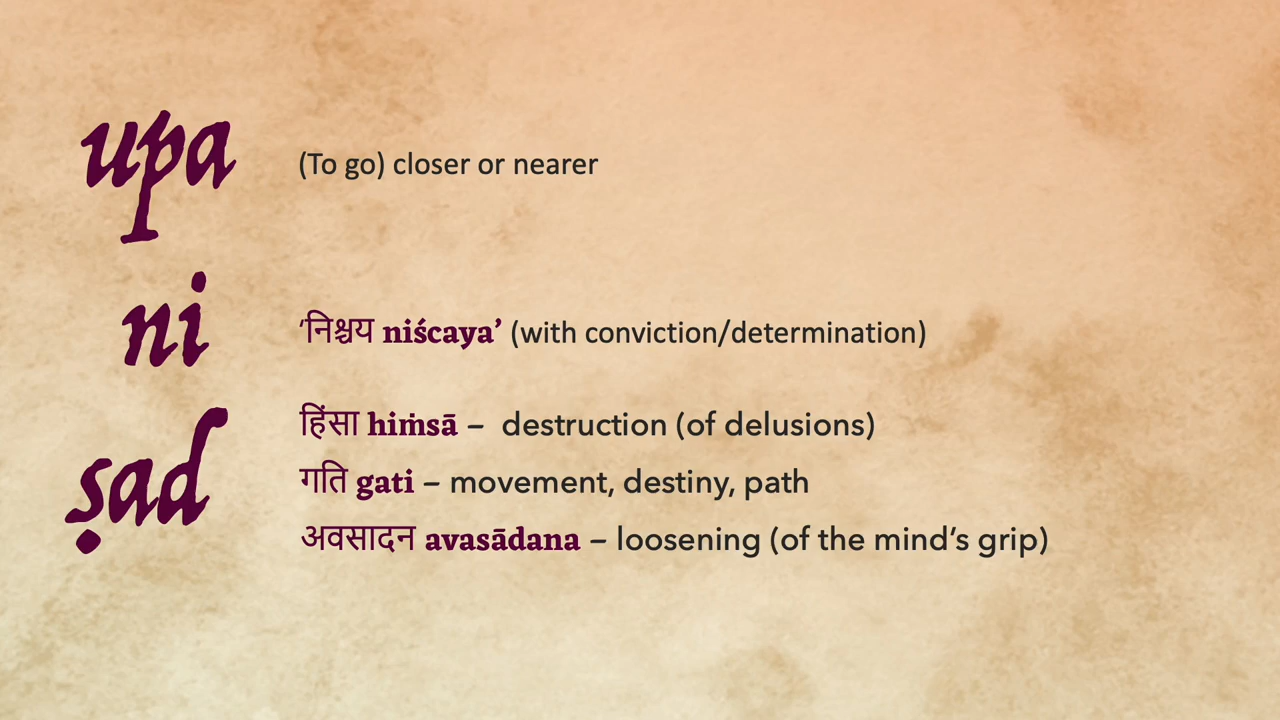 upa
(To go) closer or nearer
ni
‘निश्चय niścaya’ (with conviction/determination)
ṣad
हिंसा hiṁsā – destruction (of delusions)
गति gati – movement, destiny, path
अवसादन avasādana – loosening (of the mind’s grip)